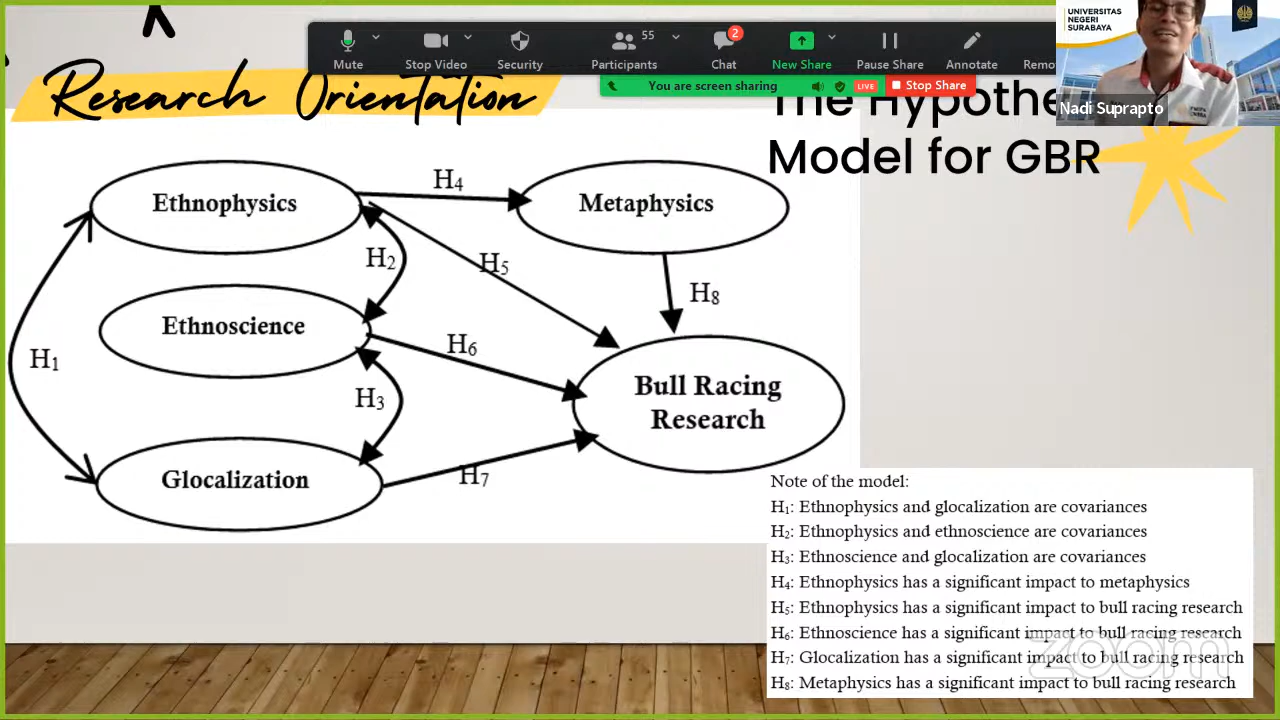 UNIVERSITAS
NEGERI
SURABAYA
55
2
Mute
Stop Video
Security
Participants
Chat
New Share
Pause Share
Annotate
You are screen sharing
LIVE
Stop Share
Nadi Suprapto
Research Orientation
The
Model for GBR
Ethnophysics
H4
Metaphysics
H2
H5
H8
Ethnoscience
H6
H1
H3
Bull Racing
Research
Glocalization
H7
Note of the model:
H1: Ethnophysics and glocalization are covariances
H2: Ethnophysics and ethnoscience are covariances
H3: Ethnoscience and glocalization are covariances
H4: Ethnophysics has a significant impact to metaphysics
H5: Ethnophysics has a significant impact to bull racing research
H6: Ethnoscience has a significant impact to bull racing research
H7: Glocalization has a significant impact to bull racing research
H8: Metaphysics has a significant impact to bull racing research
zoom